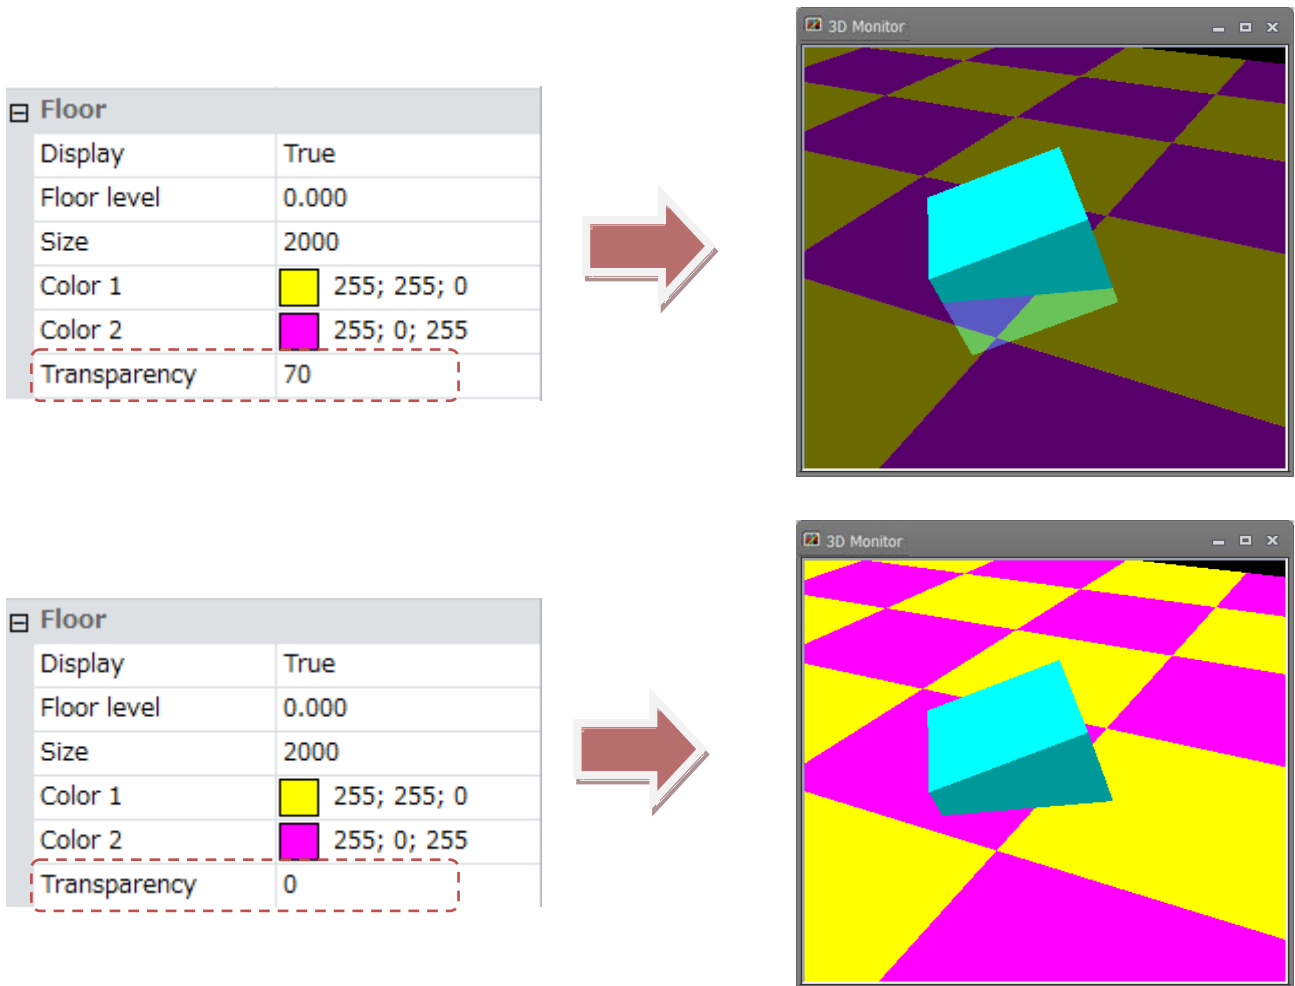 3D Monitor
Floor
Display True
Floor level 0.000
Size 2000
Color 1 255; 255; 0
Color 2 255; 0; 255
Transparency 70
3D Monitor
Floor
Display True
Floor level 0.000
Size 2000
Color 1 255; 255; 0
Color 2 255; 0; 255
Transparency 0